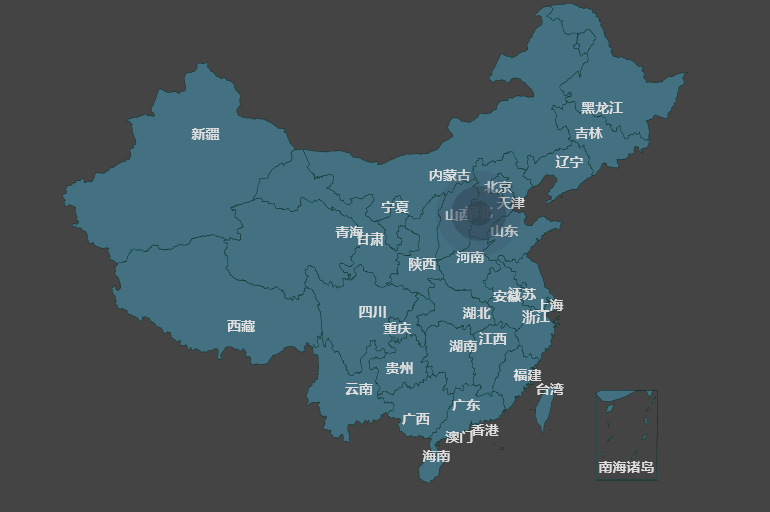 黑龙江
吉林
新疆
辽宁
内蒙古
北京
天津
宁夏
山西
山东
青海
甘肃
河南
陕西
安徽
江苏
上海
四川
湖北
浙江
西藏
重庆
江西
湖南
贵州
福建
云南
台湾
广东
广西
香港
澳门
海南
南海诸岛